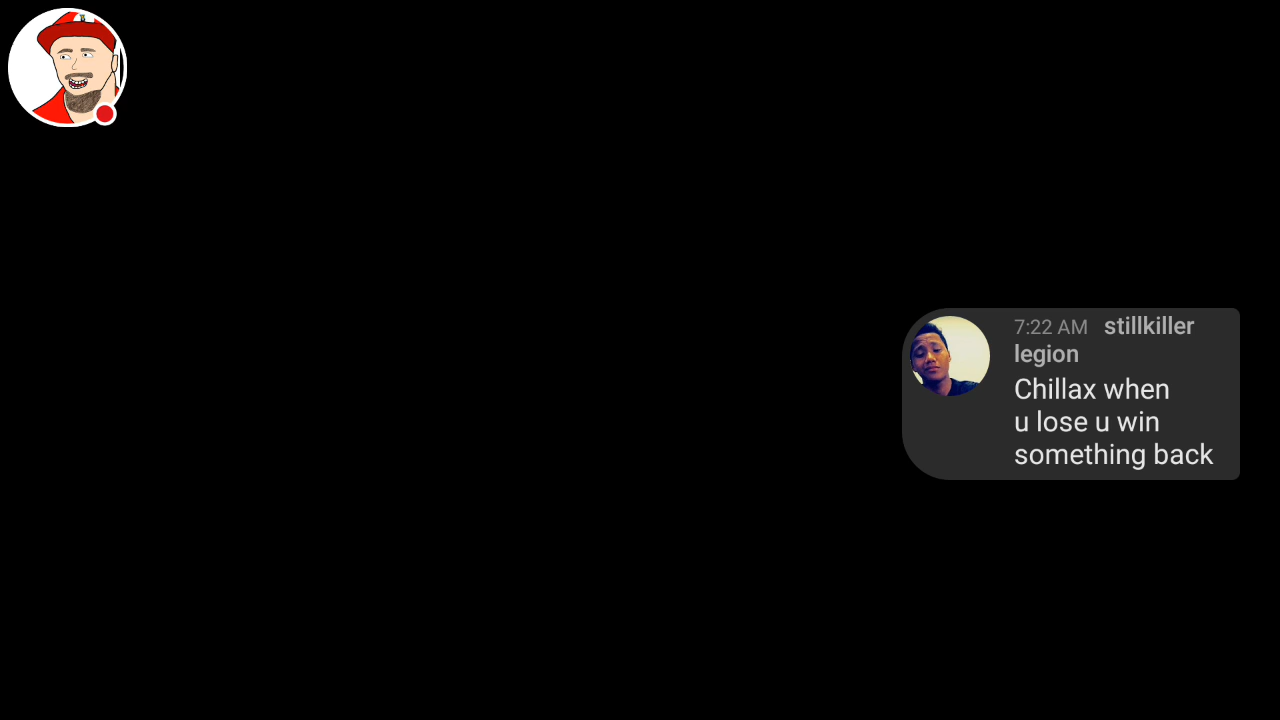 7:22 AM stillkiller
legion
Chillax when
u lose u win
something back